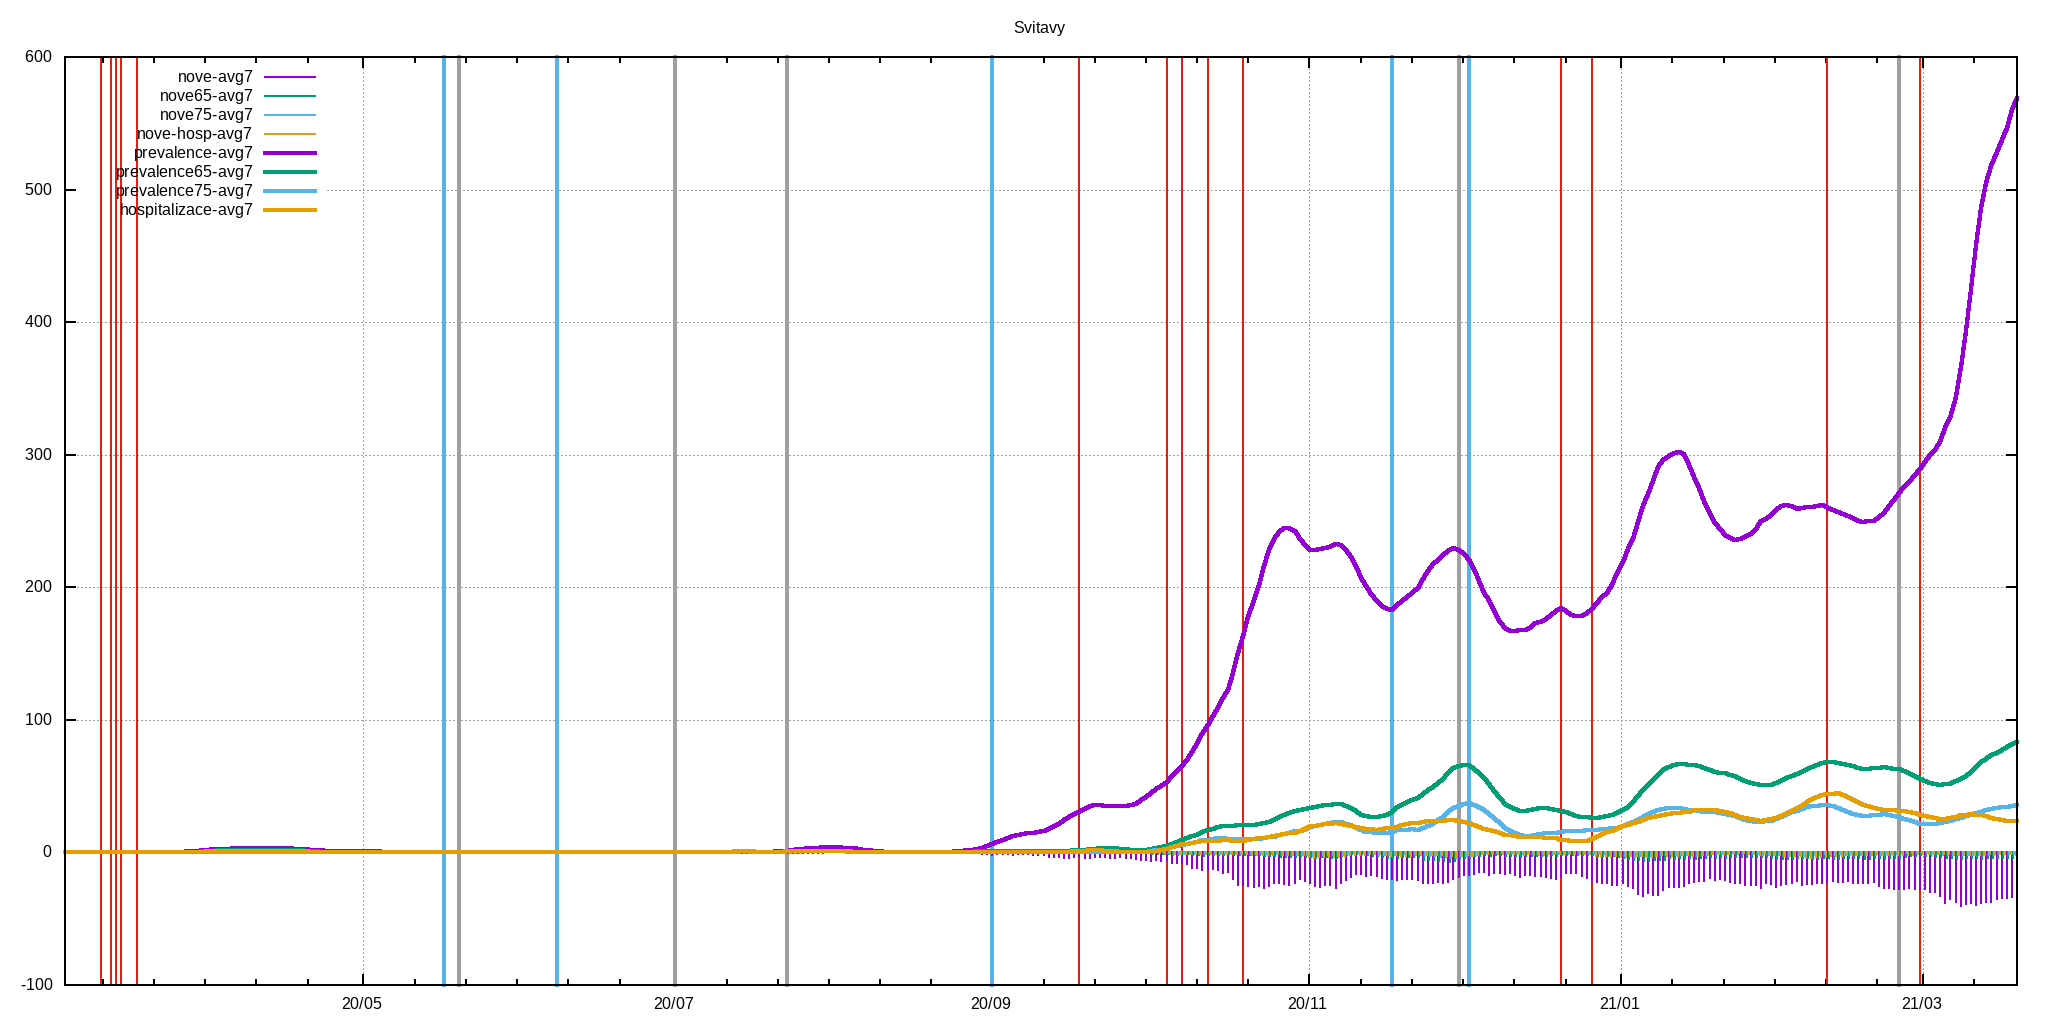 Svitavy
600
500
400
300
200
100
0
-100
nove-avg7
nove65-avg7
nove75-avg7
nove-hosp-avg7
prevalence-avg7
prevalence65-avg7
prevalence75-avg7
hospitalizace-avg7
20/05
20/07
20/09
20/11
21/01
21/03